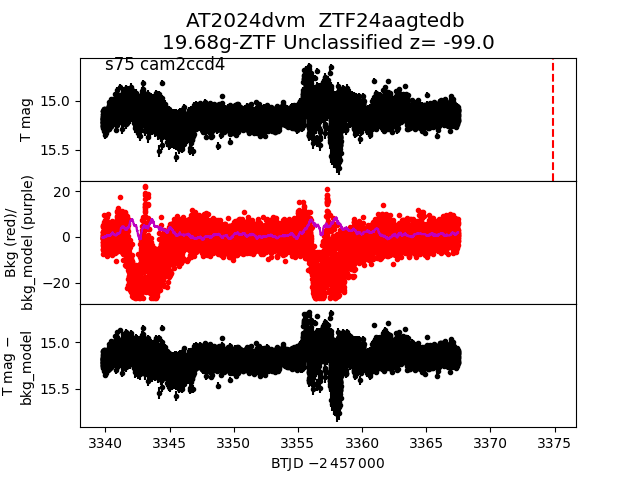 AT2024dvm  ZTF24aagtedb
19.68g-ZTF Unclassified z= -99.0
s75 cam2ccd4
T mag
15.0
15.5
Bkg (red)/
bkg_model (purple)
20
0
−20
T mag −
bkg_model
15.0
15.5
3340 3345 3350 3355 3360 3365 3370 3375
BTJD −2 457 000